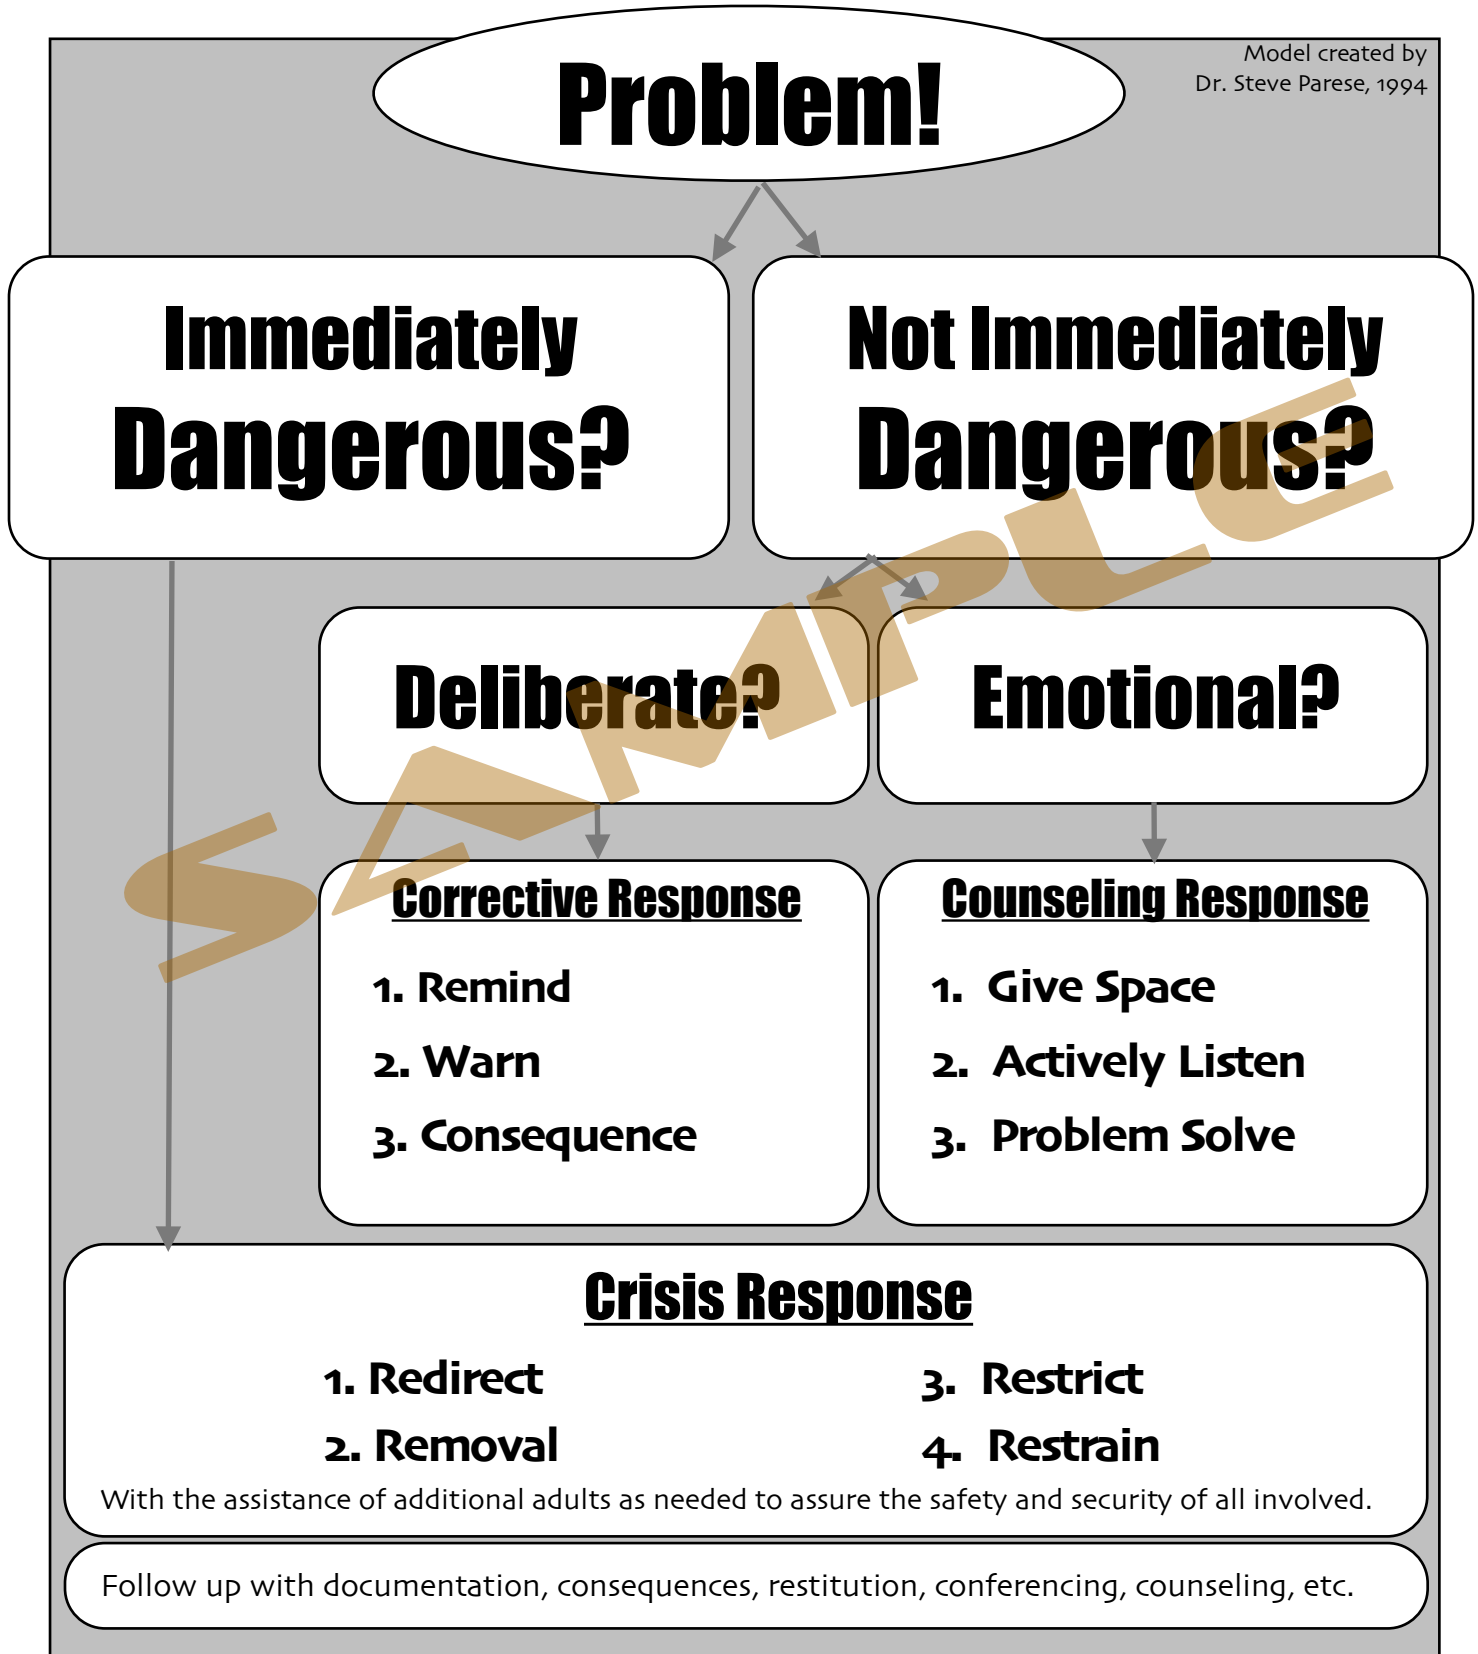 Problem!
Model created by
Dr. Steve Parese, 1994
Immediately
Dangerous?
Not Immediately
Dangerous?
SAMPLE
Deliberate?
Emotional?
Corrective Response
1. Remind
2. Warn
3. Consequence
Counseling Response
1. Give Space
2. Actively Listen
3. Problem Solve
Crisis Response
1. Redirect
2. Removal
3. Restrict
4. Restrain
With the assistance of additional adults as needed to assure the safety and security of all involved.
Follow up with documentation, consequences, restitution, conferencing, counseling, etc.